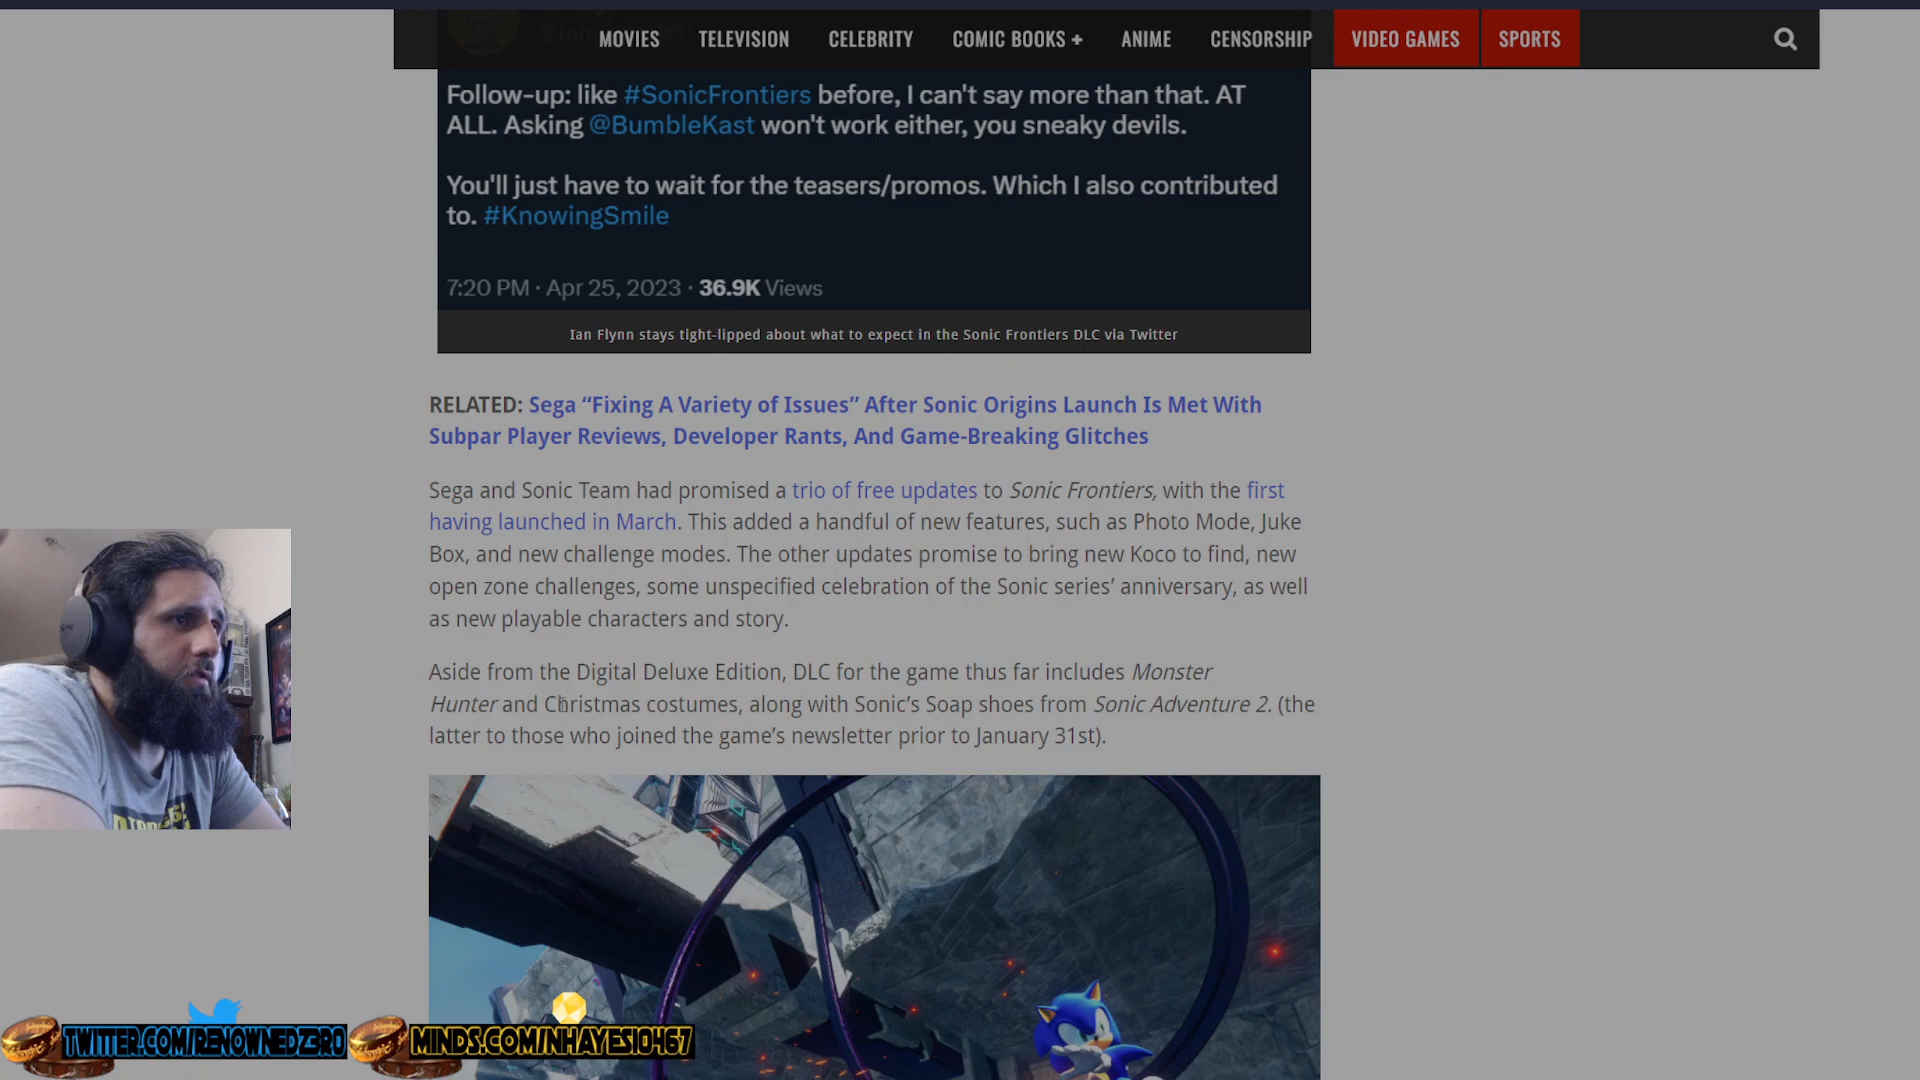 MOVIES TELEVISION CELEBRITY COMIC BOOKS + ANIME CENSORSHIP VIDEO GAMES SPORTS
Follow-up: like #SonicFrontiers before, I can't say more than that. AT
ALL. Asking @BumbleKast won't work either, you sneaky devils.
You'll just have to wait for the teasers/promos. Which I also contributed
to. #KnowingSmile
7:20 PM · Apr 25, 2023 · 36.9K Views
Ian Flynn stays tight-lipped about what to expect in the Sonic Frontiers DLC via Twitter
RELATED: Sega “Fixing A Variety of Issues” After Sonic Origins Launch Is Met With
Subpar Player Reviews, Developer Rants, And Game-Breaking Glitches
Sega and Sonic Team had promised a trio of free updates to Sonic Frontiers, with the first
having launched in March. This added a handful of new features, such as Photo Mode, Juke
Box, and new challenge modes. The other updates promise to bring new Koco to find, new
open zone challenges, some unspecified celebration of the Sonic series’ anniversary, as well
as new playable characters and story.
Aside from the Digital Deluxe Edition, DLC for the game thus far includes Monster
Hunter and Christmas costumes, along with Sonic’s Soap shoes from Sonic Adventure 2. (the
latter to those who joined the game’s newsletter prior to January 31st).
TWITTER.COM/RENOWNEDZ3R0 MINDS.COM/NHAYES10467